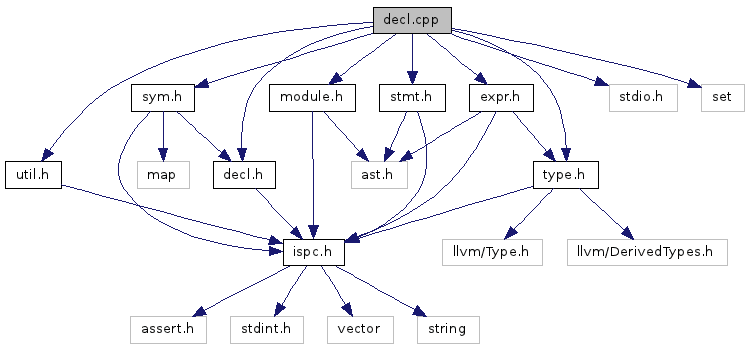 decl.cpp
sym.h
module.h
stmt.h
expr.h
stdio.h
set
util.h
map
decl.h
ast.h
type.h
ispc.h
llvm/Type.h
llvm/DerivedTypes.h
assert.h
stdint.h
vector
string